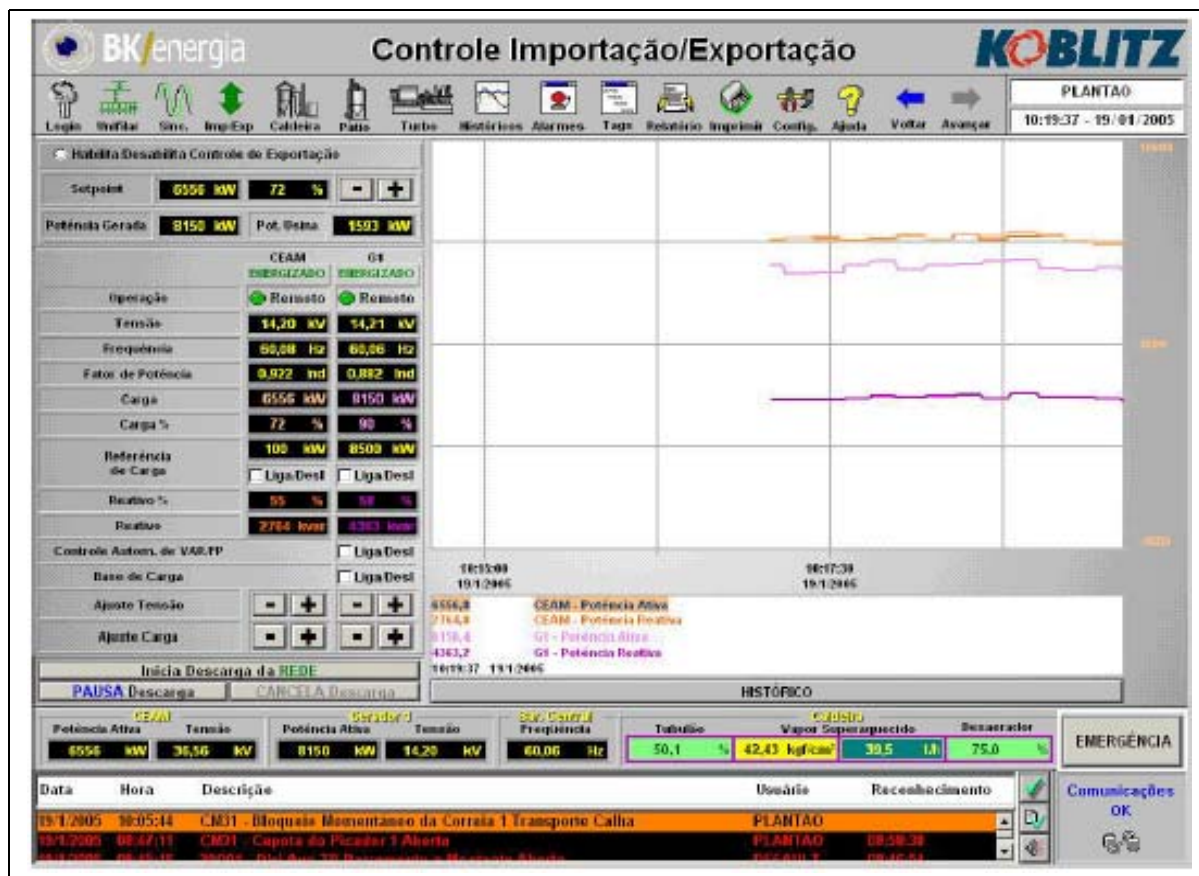 BK/energia
Controle Importação/Exportação
KOBLITZ
Login Unifilar Sinc. Imp/Exp Caldeira Pátio Turbo Históricos Alarmes Tags Relatório Imprimir Config. Ajuda Voltar Avançar
PLANTAO
10:19:37 - 19/01/2005
Habilita/Desabilita Controle de Exportação
Setpoint 6556 kW 72 % - +
Potência Gerada 8150 kW Pot. Usina 1593 kW
CEAM G1
ENERGIZADO ENERGIZADO
Operação Remoto Remoto
Tensão 14,20 kV 14,21 kV
Frequência 60,08 Hz 60,06 Hz
Fator de Potência 0,922 ind 0,882 ind
Carga 6556 kW 8150 kW
Carga % 72 % 90 %
Referência de Carga 100 kW 8500 kW
Liga/Desl Liga/Desl
Reativo % 55 % 58 %
Reativo 2764 kvar 4363 kvar
Controle Autom. de VAR/FP Liga/Desl
Base de Carga Liga/Desl
Ajuste Tensão - + - +
Ajuste Carga - + - +
Inicia Descarga da REDE
PAUSA Descarga CANCELA Descarga
10:15:00
19/1/2005
10:17:30
19/1/2005
6556,8 CEAM - Potência Ativa
2764,8 CEAM - Potência Reativa
8150,4 G1 - Potência Ativa
4363,2 G1 - Potência Reativa
10:19:37 19/1/2005
HISTÓRICO
CEAM
Potência Ativa Tensão
6556 kW 36,56 kV
Gerador 1
Potência Ativa Tensão
8150 kW 14,20 kV
Bar. Central
Frequência
60,06 Hz
Caldeira
Tubulão Vapor Superaquecido Desaerador
50,1 % 42,43 kgf/cm² 39,5 t/h 75,0 %
EMERGÊNCIA
Data Hora Descrição Usuário Reconhecimento
19/1/2005 10:05:44 CM31 - Bloqueio Momentâneo da Correia 1 Transporte Calha PLANTAO
19/1/2005 08:47:11 CM01 - Capota do Picador 1 Aberta PLANTAO 08:50:38
Comunicações
OK